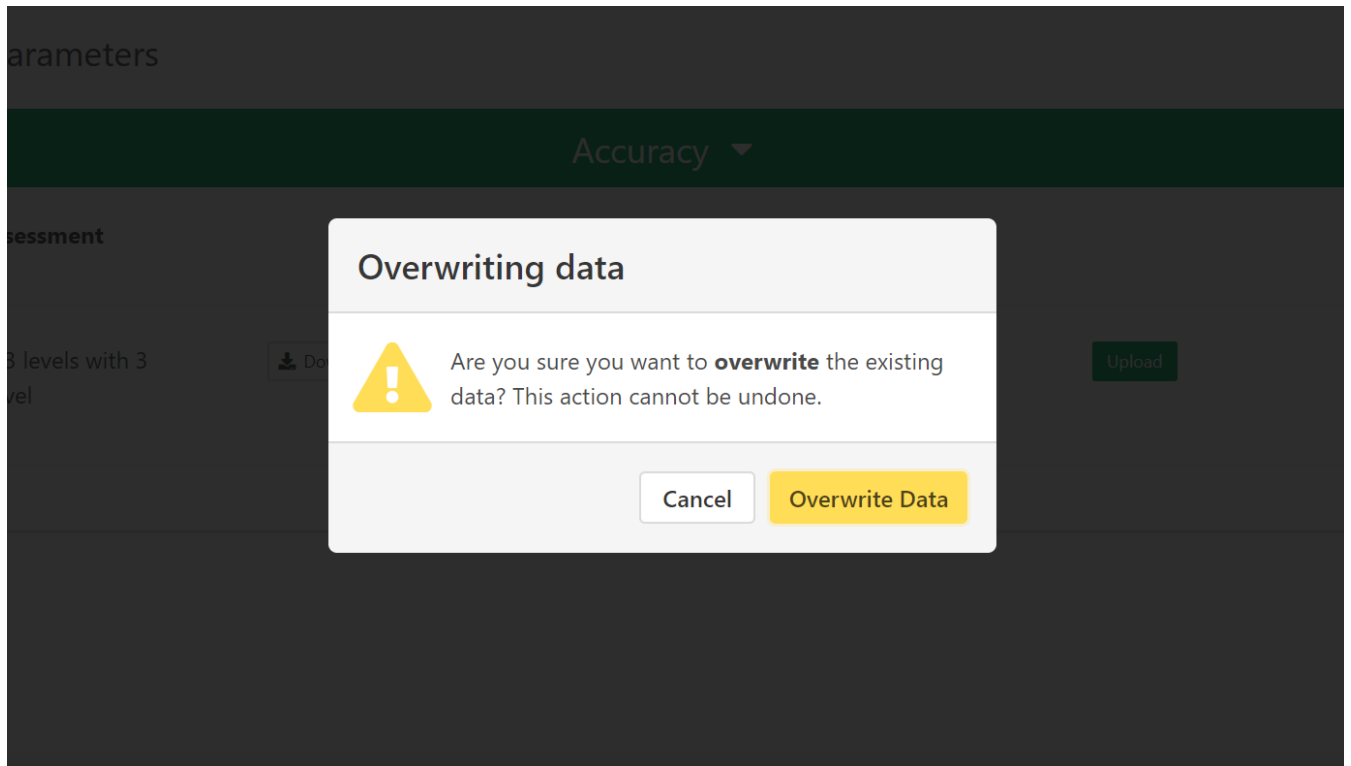 arameters
Accuracy
sessment
Overwriting data
3 levels with 3
vel
Do
Are you sure you want to overwrite the existing
data? This action cannot be undone.
Upload
Cancel
Overwrite Data